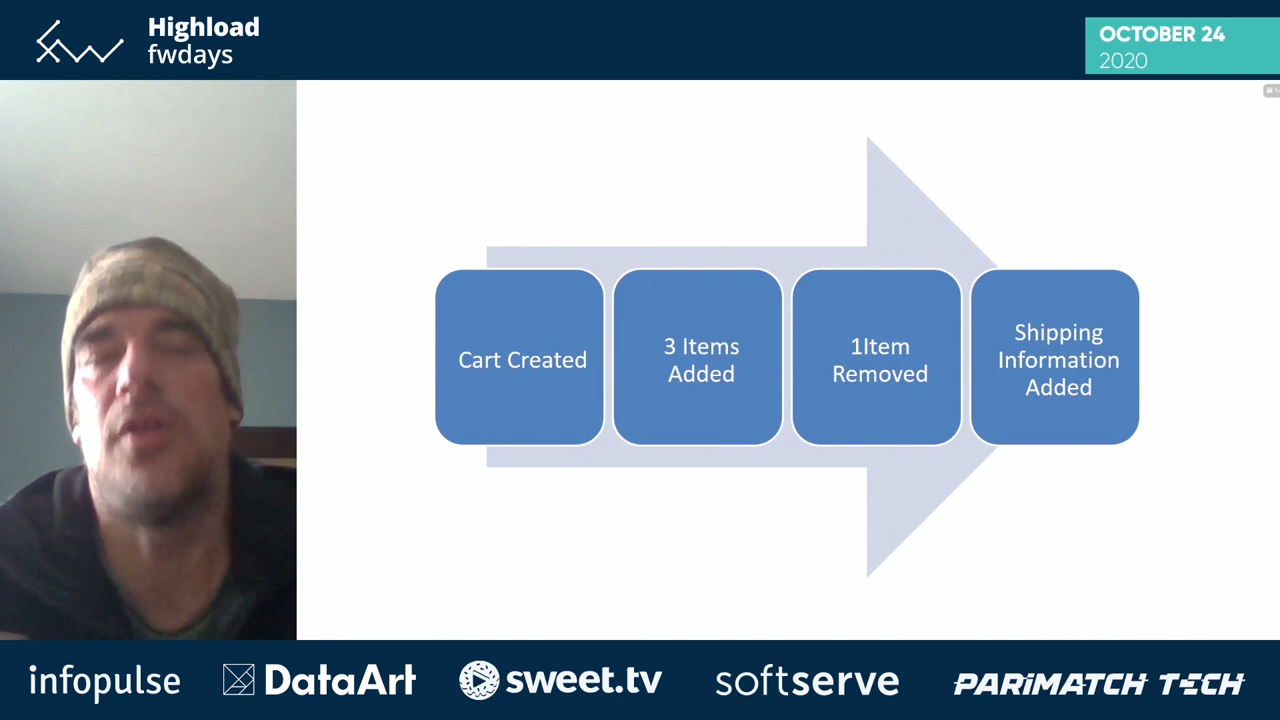 Highload
fwdays
OCTOBER 24
2020
Cart Created
3 Items
Added
1Item
Removed
Shipping
Information
Added
infopulse
DataArt
sweet.tv
softserve
PARIMATCH TECH